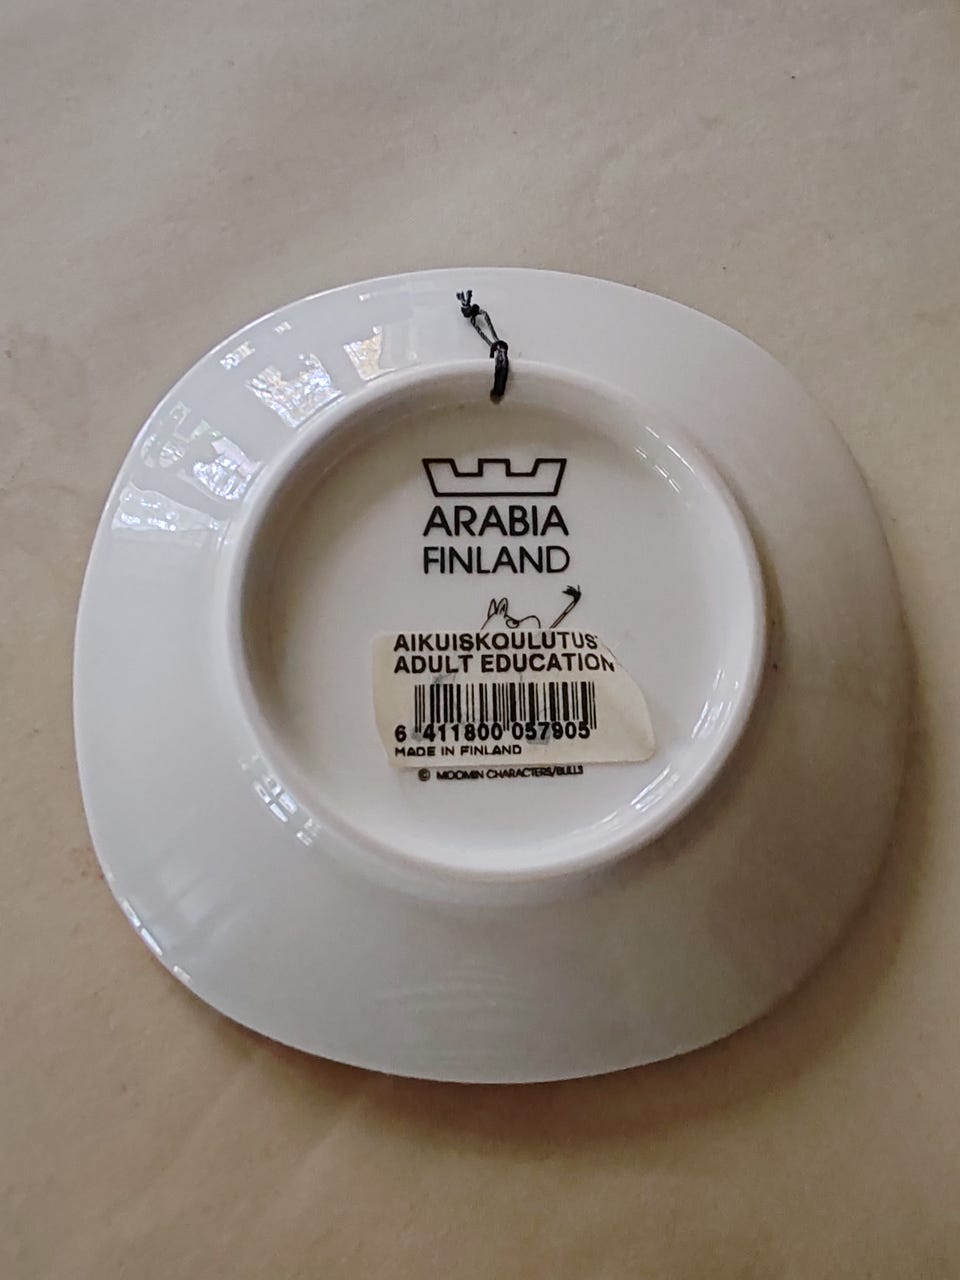 ARABIA
FINLAND
AIKUISKOULUTUS
ADULT EDUCATION
6 411800 057905
MADE IN FINLAND
© MOOMIN CHARACTERS/BULLS